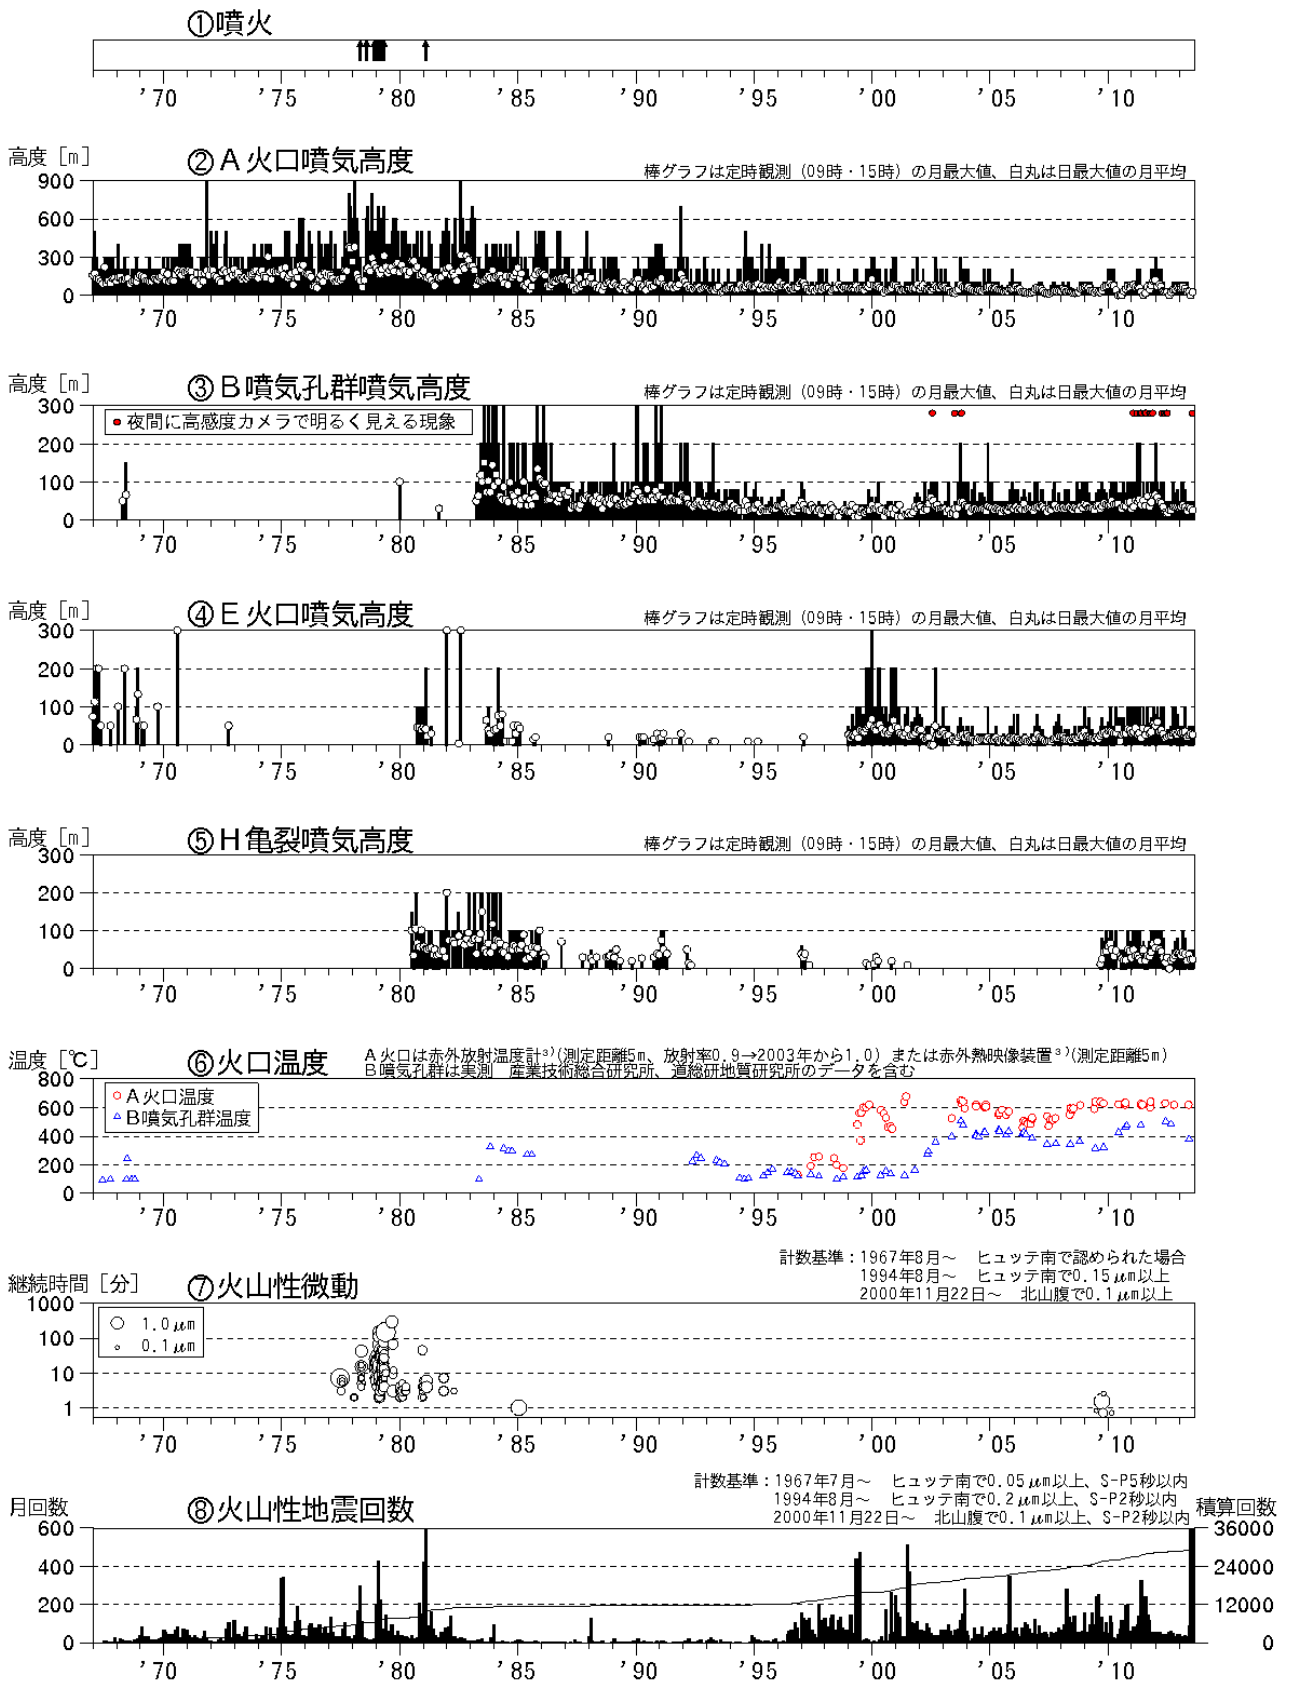 ①噴火
'70 '75 '80 '85 '90 '95 '00 '05 '10
高度 [m]
②A火口噴気高度
棒グラフは定時観測 (09時・15時) の月最大値、白丸は日最大値の月平均
900
600
300
0
'70 '75 '80 '85 '90 '95 '00 '05 '10
高度 [m]
③B噴気孔群噴気高度
棒グラフは定時観測 (09時・15時) の月最大値、白丸は日最大値の月平均
300
夜間に高感度カメラで明るく見える現象
200
100
0
'70 '75 '80 '85 '90 '95 '00 '05 '10
高度 [m]
④E火口噴気高度
棒グラフは定時観測 (09時・15時) の月最大値、白丸は日最大値の月平均
300
200
100
0
'70 '75 '80 '85 '90 '95 '00 '05 '10
高度 [m]
⑤H亀裂噴気高度
棒グラフは定時観測 (09時・15時) の月最大値、白丸は日最大値の月平均
300
200
100
0
'70 '75 '80 '85 '90 '95 '00 '05 '10
温度 [℃]
⑥火口温度
A火口は赤外放射温度計³⁾(測定距離5m、放射率0.9→2003年から1.0) または赤外熱映像装置³⁾(測定距離5m)
B噴気孔群は実測 産業技術総合研究所、道総研地質研究所のデータを含む
800
A火口温度
600
B噴気孔群温度
400
200
0
'70 '75 '80 '85 '90 '95 '00 '05 '10
継続時間 [分]
⑦火山性微動
計数基準：1967年8月～ ヒュッテ南で認められた場合
1994年8月～ ヒュッテ南で0.15μm以上
2000年11月22日～ 北山腹で0.1μm以上
1000
1.0μm
100
0.1μm
10
1
'70 '75 '80 '85 '90 '95 '00 '05 '10
月回数
⑧火山性地震回数
計数基準：1967年7月～ ヒュッテ南で0.05μm以上、S-P5秒以内
1994年8月～ ヒュッテ南で0.2μm以上、S-P2秒以内
2000年11月22日～ 北山腹で0.1μm以上、S-P2秒以内
積算回数
600 36000
400 24000
200 12000
0 0
'70 '75 '80 '85 '90 '95 '00 '05 '10